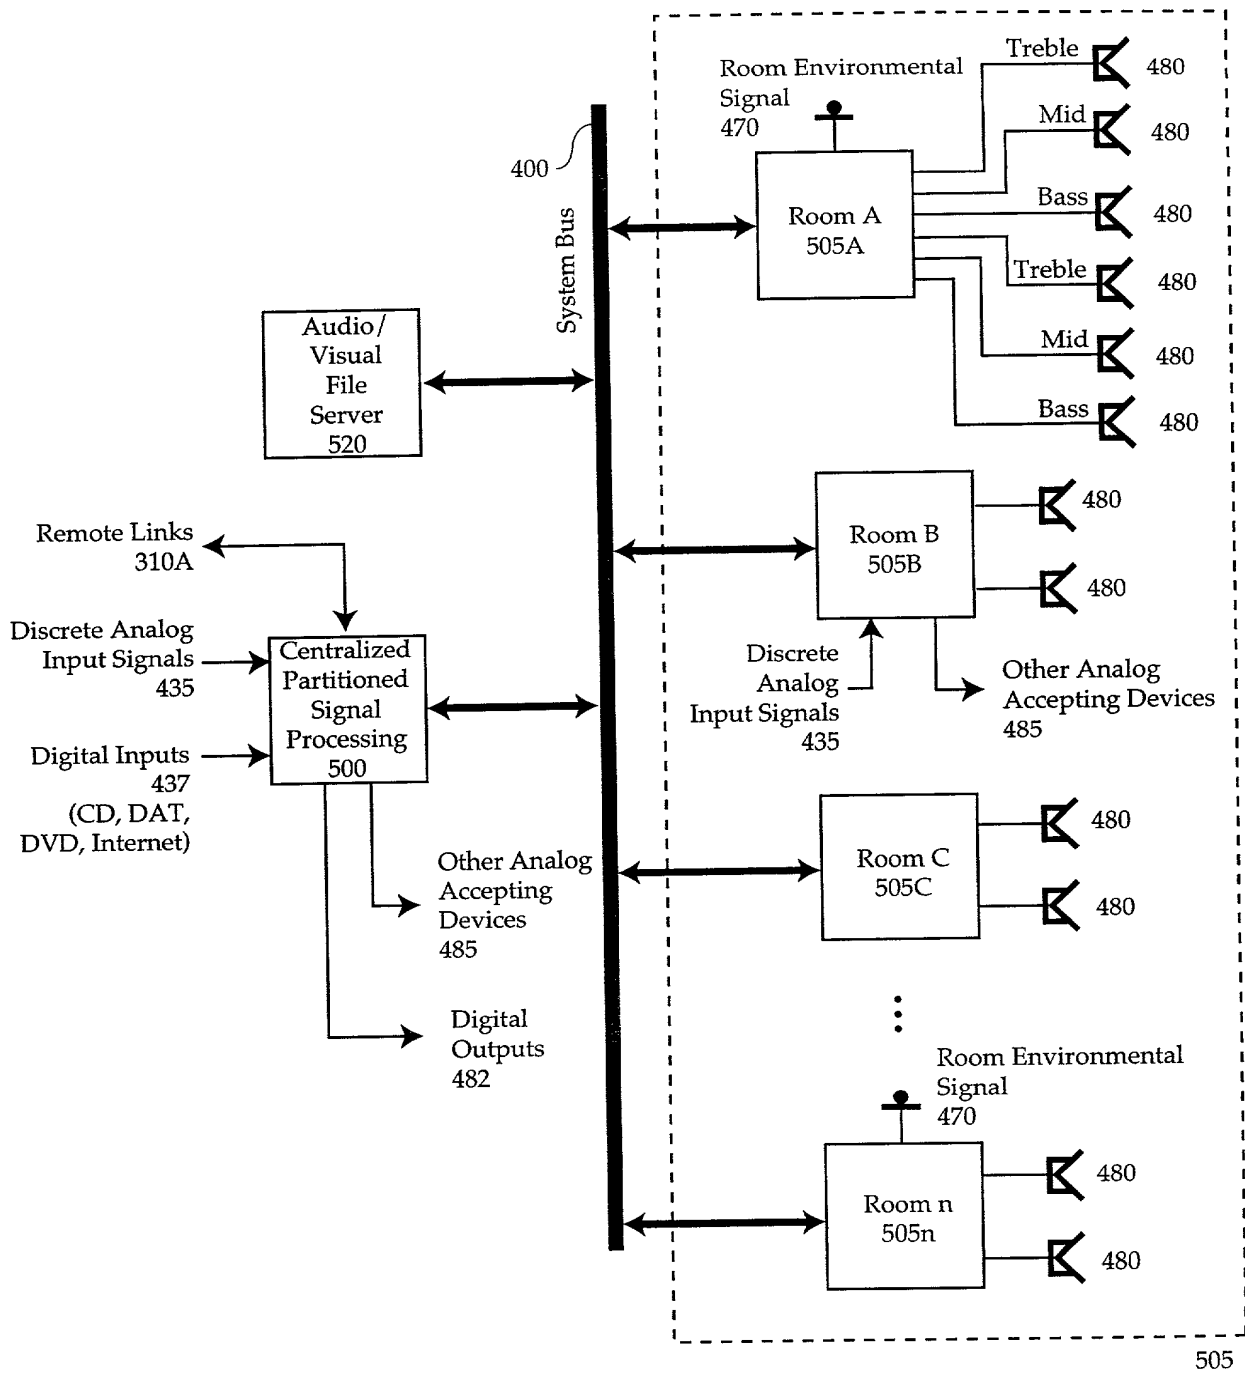 Room Environmental
Signal
470
Treble
480
Mid
480
Bass
480
Treble
480
Mid
480
Bass
480
Room A
505A
400
System Bus
Audio/
Visual
File
Server
520
Remote Links
310A
Discrete Analog
Input Signals
435
Digital Inputs
437
(CD, DAT,
DVD, Internet)
Centralized
Partitioned
Signal
Processing
500
Other Analog
Accepting
Devices
485
Digital
Outputs
482
Room B
505B
480
480
Discrete
Analog
Input Signals
435
Other Analog
Accepting Devices
485
Room C
505C
480
480
Room Environmental
Signal
470
Room n
505n
480
480
505